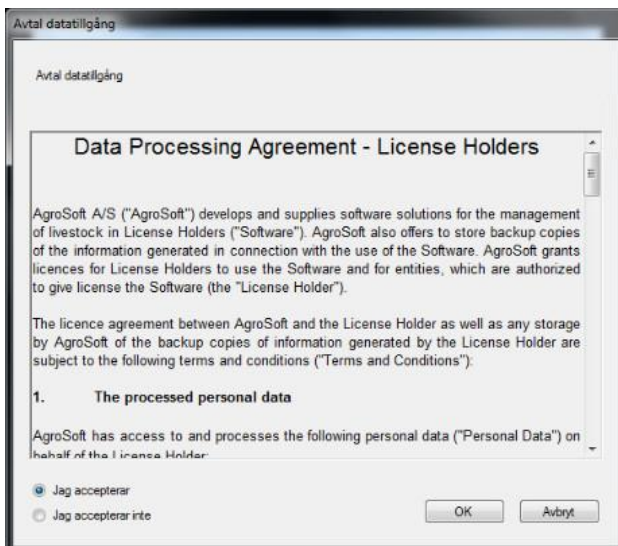 Avtal datatillgång
Avtal datatillgång
Data Processing Agreement - License Holders
AgroSoft A/S ("AgroSoft") develops and supplies software solutions for the management
of livestock in License Holders ("Software"). AgroSoft also offers to store backup copies
of the information generated in connection with the use of the Software. AgroSoft grants
licences for License Holders to use the Software and for entities, which are authorized
to give license the Software (the "License Holder").
The licence agreement between AgroSoft and the License Holder as well as any storage
by AgroSoft of the backup copies of information generated by the License Holder are
subject to the following terms and conditions ("Terms and Conditions"):
1. The processed personal data
AgroSoft has access to and processes the following personal data ("Personal Data") on
behalf of the License Holder:
Jag accepterar
Jag accepterar inte
OK Avbryt